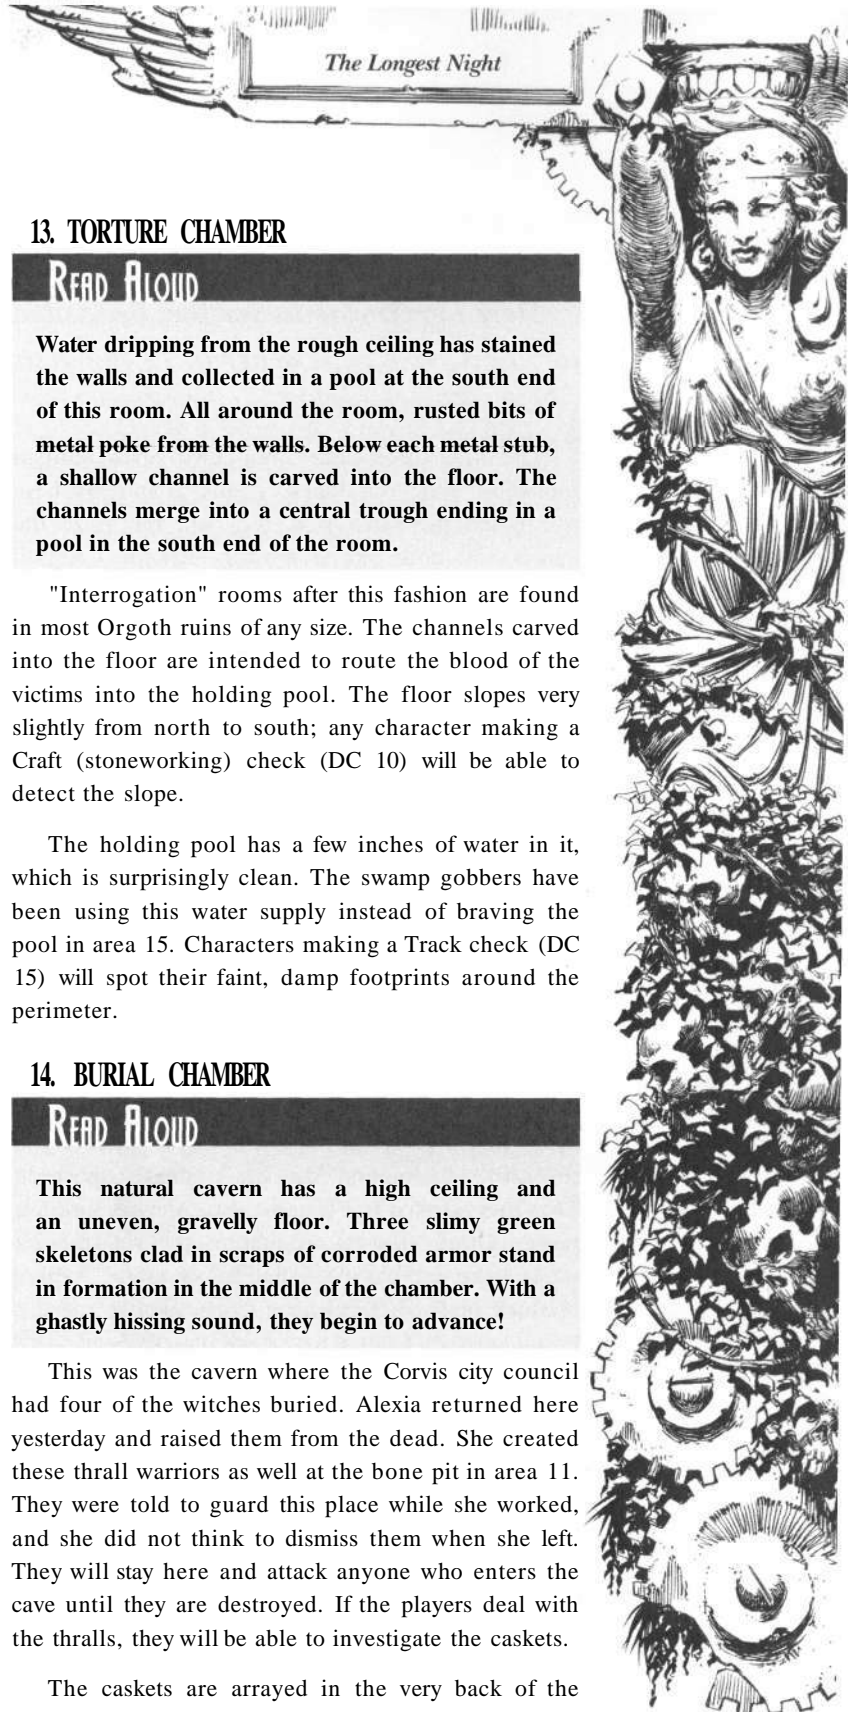 The Longest Night
13. TORTURE CHAMBER
READ ALOUD
Water dripping from the rough ceiling has stained
the walls and collected in a pool at the south end
of this room. All around the room, rusted bits of
metal poke from the walls. Below each metal stub,
a shallow channel is carved into the floor. The
channels merge into a central trough ending in a
pool in the south end of the room.
"Interrogation" rooms after this fashion are found
in most Orgoth ruins of any size. The channels carved
into the floor are intended to route the blood of the
victims into the holding pool. The floor slopes very
slightly from north to south; any character making a
Craft (stoneworking) check (DC 10) will be able to
detect the slope.
The holding pool has a few inches of water in it,
which is surprisingly clean. The swamp gobbers have
been using this water supply instead of braving the
pool in area 15. Characters making a Track check (DC
15) will spot their faint, damp footprints around the
perimeter.
14. BURIAL CHAMBER
READ ALOUD
This natural cavern has a high ceiling and
an uneven, gravelly floor. Three slimy green
skeletons clad in scraps of corroded armor stand
in formation in the middle of the chamber. With a
ghastly hissing sound, they begin to advance!
This was the cavern where the Corvis city council
had four of the witches buried. Alexia returned here
yesterday and raised them from the dead. She created
these thrall warriors as well at the bone pit in area 11.
They were told to guard this place while she worked,
and she did not think to dismiss them when she left.
They will stay here and attack anyone who enters the
cave until they are destroyed. If the players deal with
the thralls, they will be able to investigate the caskets.
The caskets are arrayed in the very back of the